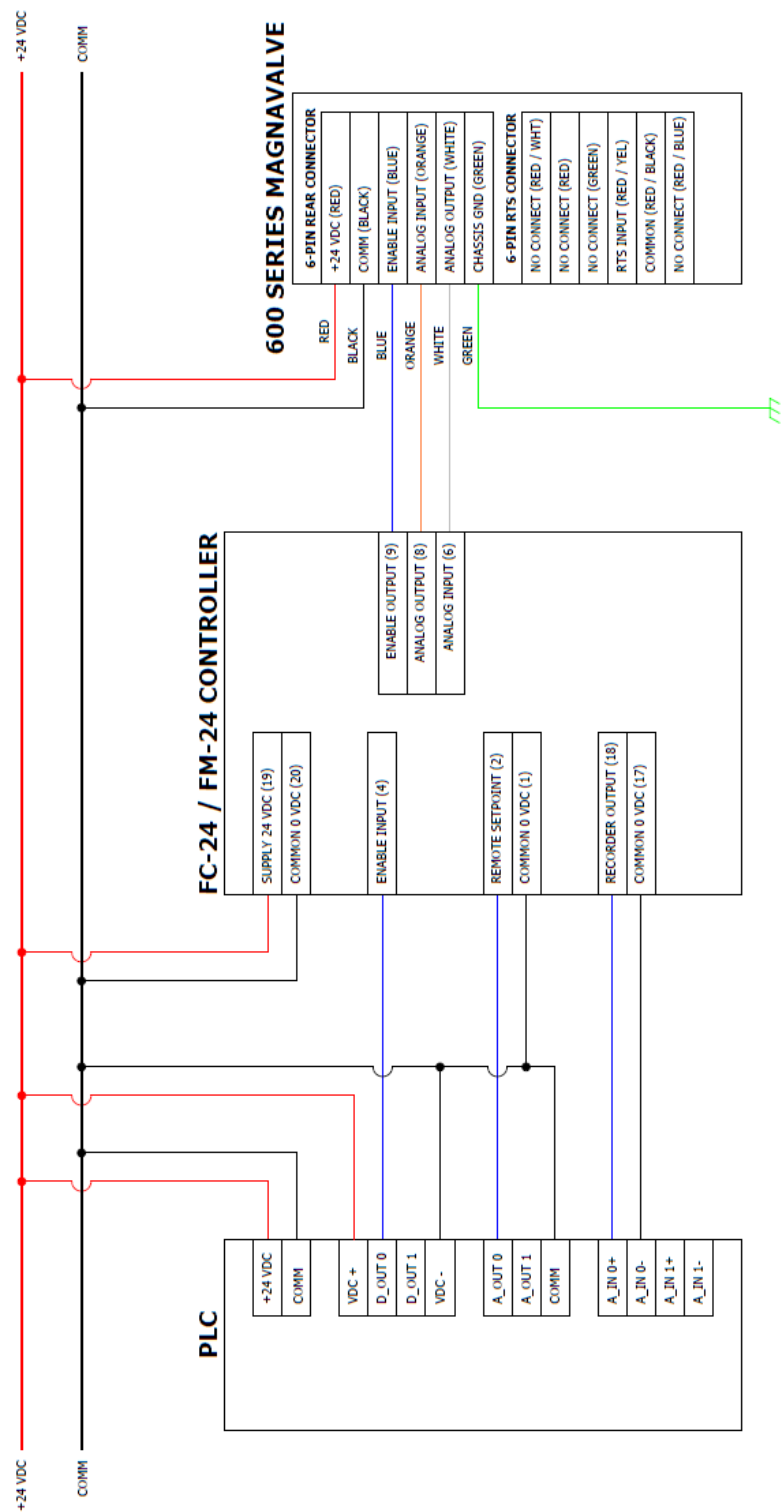 +24 VDC
COMM
+24 VDC
COMM
PLC
+24 VDC
COMM
VDC +
D_OUT 0
D_OUT 1
VDC -
A_OUT 0
A_OUT 1
COMM
A_IN 0+
A_IN 0-
A_IN 1+
A_IN 1-
FC-24 / FM-24 CONTROLLER
SUPPLY 24 VDC (19)
COMMON 0 VDC (20)
ENABLE INPUT (4)
REMOTE SETPOINT (2)
COMMON 0 VDC (1)
RECORDER OUTPUT (18)
COMMON 0 VDC (17)
ENABLE OUTPUT (9)
ANALOG OUTPUT (8)
ANALOG INPUT (6)
RED
BLACK
BLUE
ORANGE
WHITE
GREEN
600 SERIES MAGNAVALVE
6-PIN REAR CONNECTOR
+24 VDC (RED)
COMM (BLACK)
ENABLE INPUT (BLUE)
ANALOG INPUT (ORANGE)
ANALOG OUTPUT (WHITE)
CHASSIS GND (GREEN)
6-PIN RTS CONNECTOR
NO CONNECT (RED / WHT)
NO CONNECT (RED)
NO CONNECT (GREEN)
RTS INPUT (RED / YEL)
COMMON (RED / BLACK)
NO CONNECT (RED / BLUE)